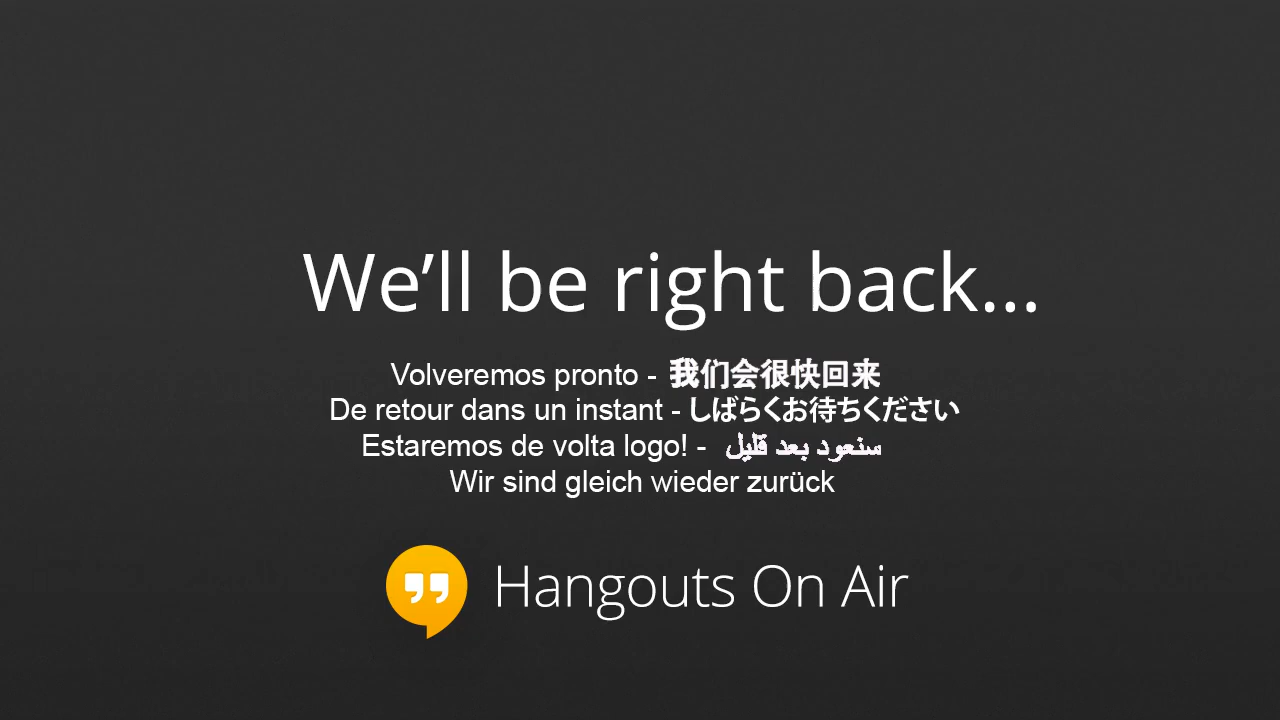 We’ll be right back...
Volveremos pronto - 我们会很快回来
De retour dans un instant - しばらくお待ちください
Estaremos de volta logo! - سنعود بعد قليل
Wir sind gleich wieder zurück
Hangouts On Air